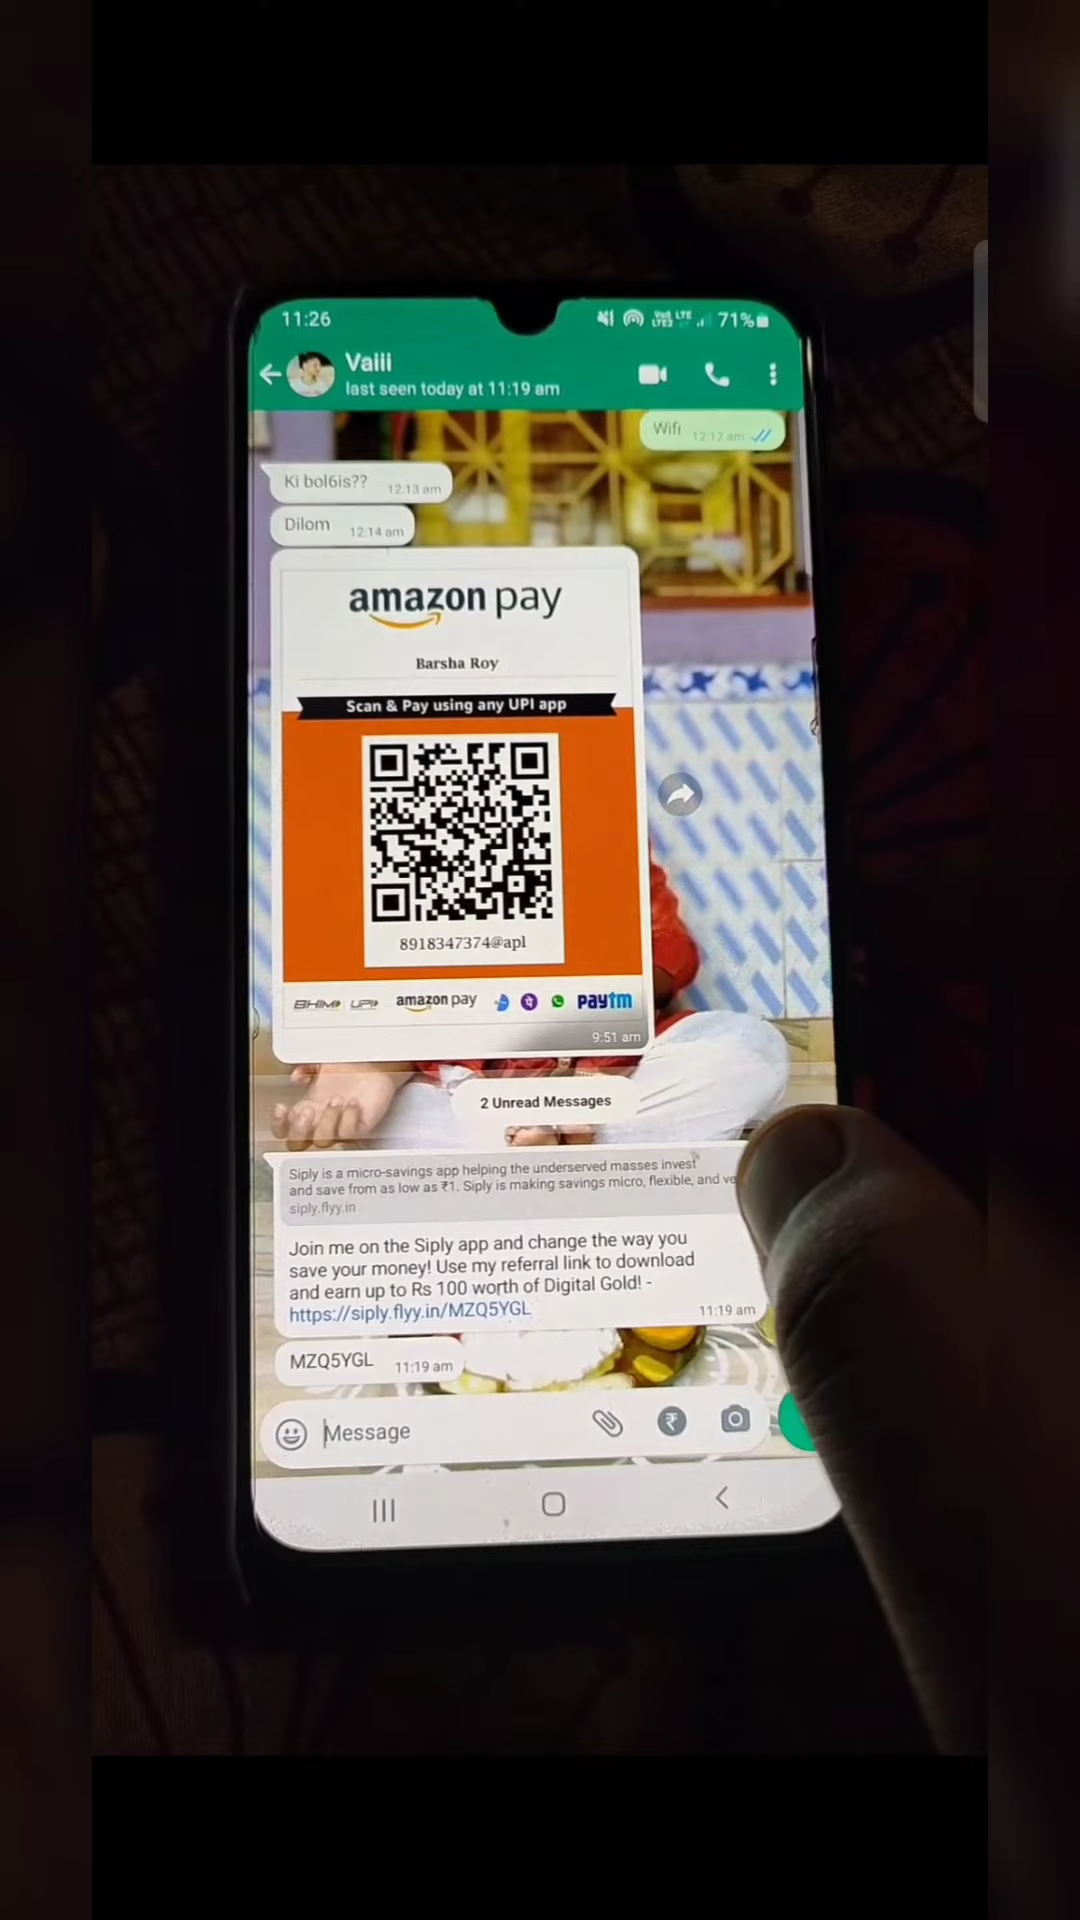 11:26
VoB LTE
LTE2
71%
Vaiii
last seen today at 11:19 am
Wifi 12:12 am
Ki bol6is?? 12:13 am
Dilom 12:14 am
amazon pay
Barsha Roy
Scan & Pay using any UPI app
8918347374@apl
BHIM UPI amazon pay paytm
9:51 am
2 Unread Messages
Siply is a micro-savings app helping the underserved masses invest
and save from as low as ₹1. Siply is making savings micro, flexible, and ve
siply.flyy.in
Join me on the Siply app and change the way you
save your money! Use my referral link to download
and earn up to Rs 100 worth of Digital Gold! -
https://siply.flyy.in/MZQ5YGL
11:19 am
MZQ5YGL 11:19 am
Message